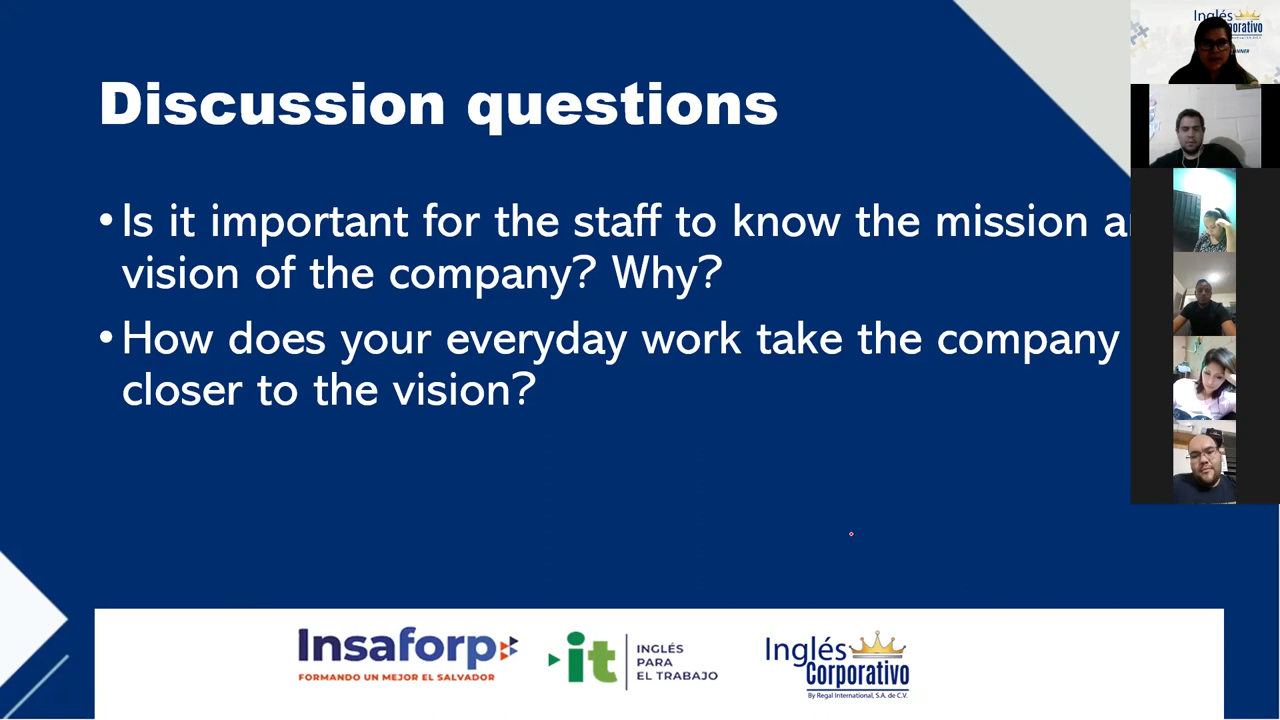 Discussion questions
• Is it important for the staff to know the mission
vision of the company? Why?
• How does your everyday work take the company
closer to the vision?
Insaforp
FORMANDO UN MEJOR EL SALVADOR
it
INGLÉS
PARA
EL TRABAJO
Inglés
Corporativo
By Regal International, S.A. de C.V.
Inglés